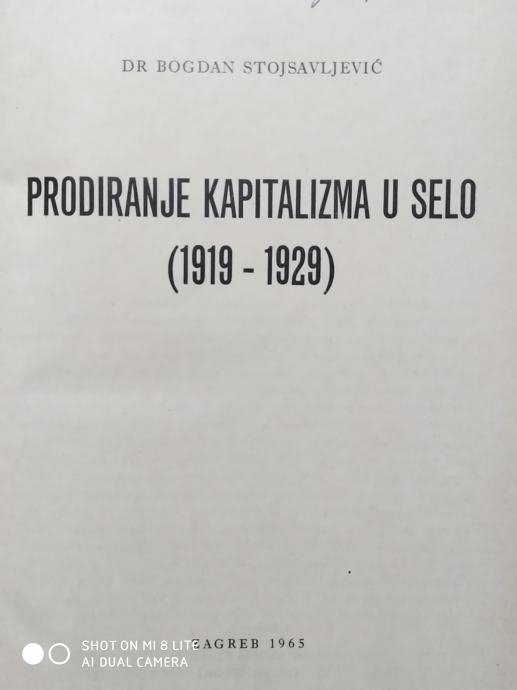 DR BOGDAN STOJSAVLJEVIĆ
PRODIRANJE KAPITALIZMA U SELO
(1919 - 1929)
ZAGREB 1965
SHOT ON MI 8 LITE
AI DUAL CAMERA